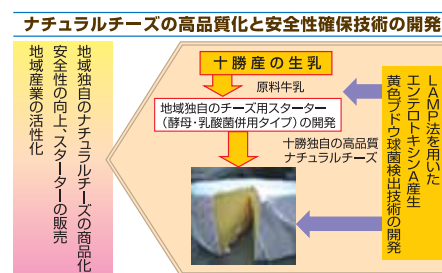 ナチュラルチーズの高品質化と安全性確保技術の開発
十勝産の生乳
原料牛乳
地域独自のチーズ用スターター
（酵母・乳酸菌併用タイプ）の開発
十勝独自の高品質
ナチュラルチーズ
LAMP法を用いた
エンテロトキシンA産生
黄色ブドウ球菌検出技術の開発
地域独自のナチュラルチーズの商品化
安全性の向上、スターターの販売
地域産業の活性化